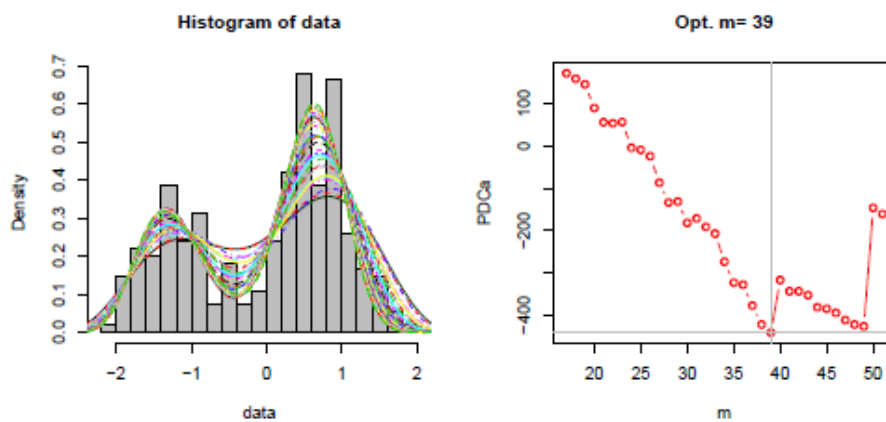 Histogram of data
Density
0.0 0.1 0.2 0.3 0.4 0.5 0.6 0.7
−2 −1 0 1 2
data
Opt. m= 39
PDCa
−400 −200 0 100
20 25 30 35 40 45 50
m